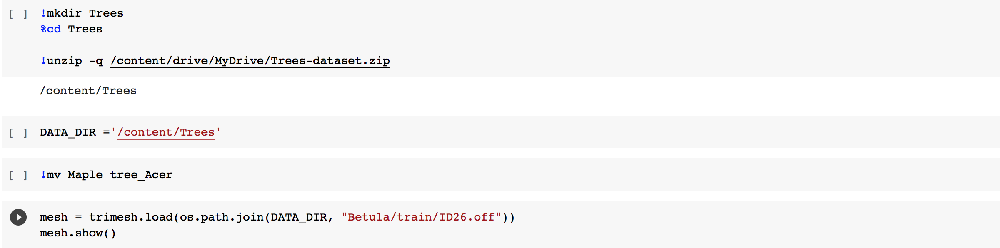 [ ] !mkdir Trees
%cd Trees
!unzip -q /content/drive/MyDrive/Trees-dataset.zip
/content/Trees
[ ] DATA_DIR ='/content/Trees'
[ ] !mv Maple tree_Acer
mesh = trimesh.load(os.path.join(DATA_DIR, "Betula/train/ID26.off"))
mesh.show()